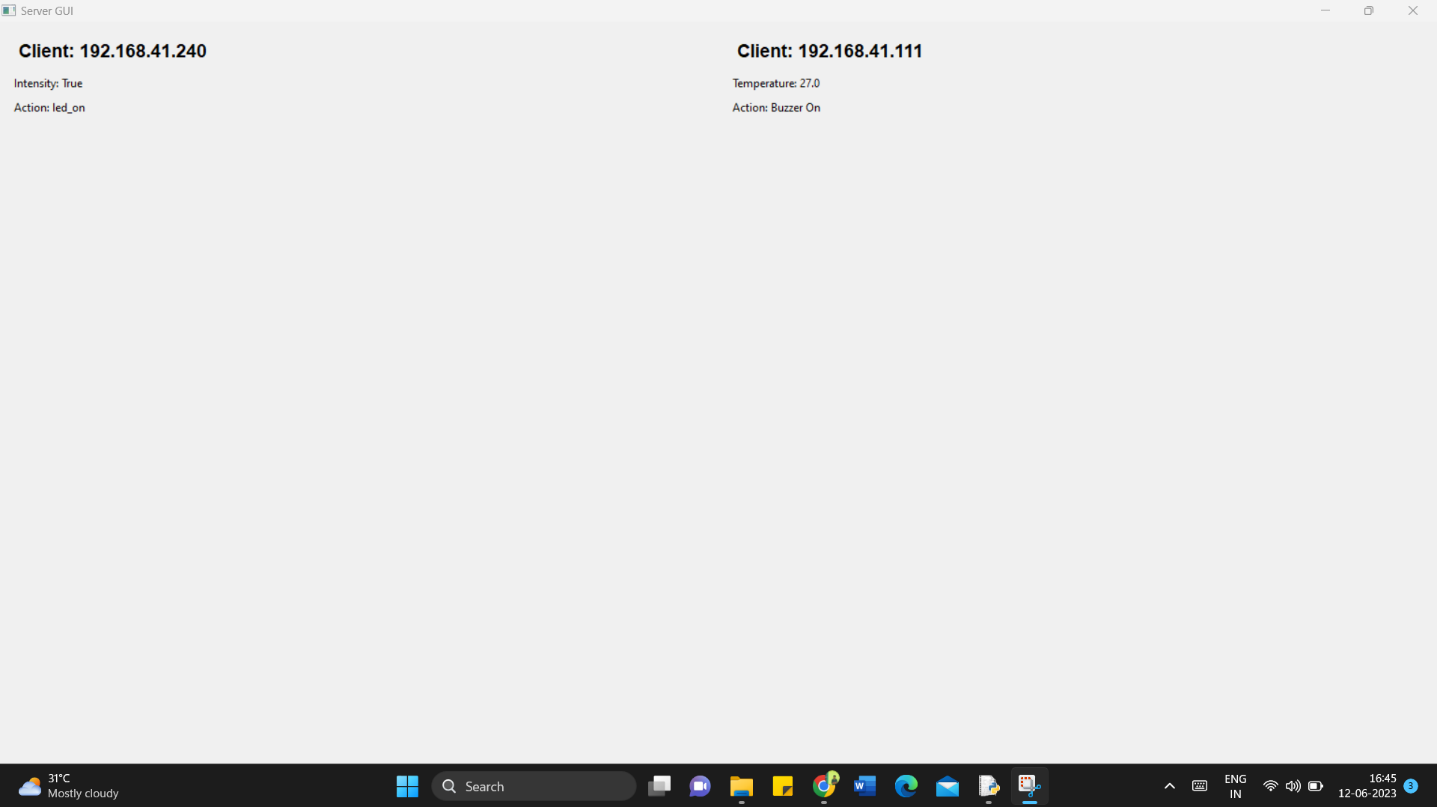 Server GUI
Client: 192.168.41.240
Intensity: True
Action: led_on
Client: 192.168.41.111
Temperature: 27.0
Action: Buzzer On
31°C
Mostly cloudy
Search
W
ENG
IN
16:45
12-06-2023
3